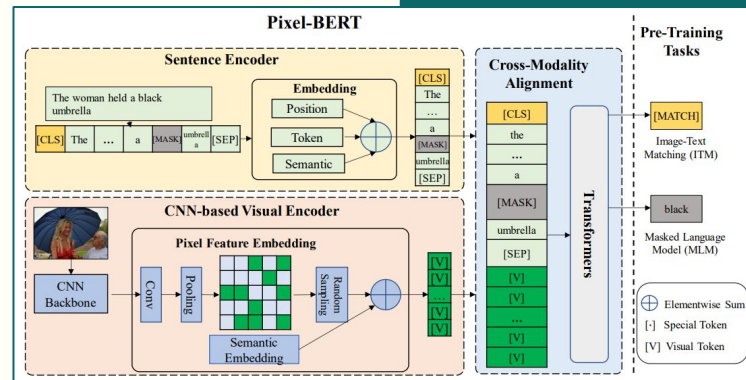 Pixel-BERT
Sentence Encoder
The woman held a black
umbrella
[CLS] The ... a [MASK] umbrell
a [SEP]
Embedding
Position
Token
Semantic
[CLS]
The
...
a
[MASK]
umbrella
[SEP]
CNN-based Visual Encoder
CNN
Backbone
Pixel Feature Embedding
Conv
Pooling
Random
Sampling
Semantic
Embedding
[V]
[V]
...
[V]
[V]
Cross-Modality
Alignment
[CLS]
the
...
a
[MASK]
umbrella
[SEP]
[V]
[V]
...
[V]
[V]
Transformers
Pre-Training
Tasks
[MATCH]
Image-Text
Matching (ITM)
black
Masked Language
Model (MLM)
Elementwise Sum
[·] Special Token
[V] Visual Token